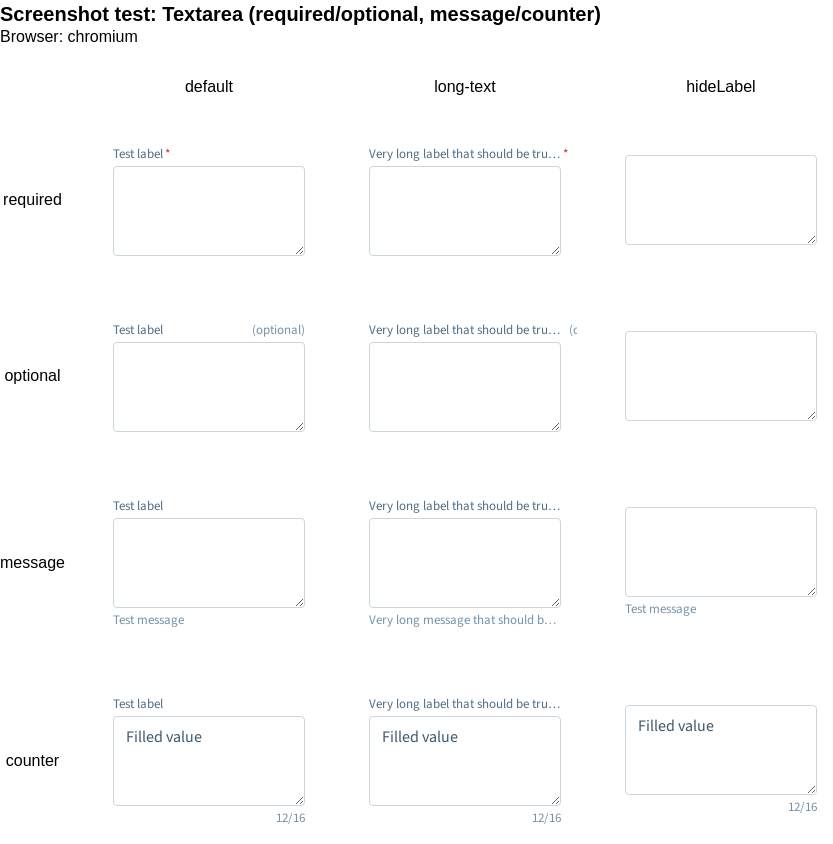 Screenshot test: Textarea (required/optional, message/counter)
Browser: chromium
default long-text hideLabel
Test label * Very long label that should be tru... *
required
Test label (optional) Very long label that should be tru...
optional
Test label Very long label that should be tru...
message
Test message Very long message that should b... Test message
Test label Very long label that should be tru...
Filled value Filled value Filled value
counter
12/16 12/16 12/16